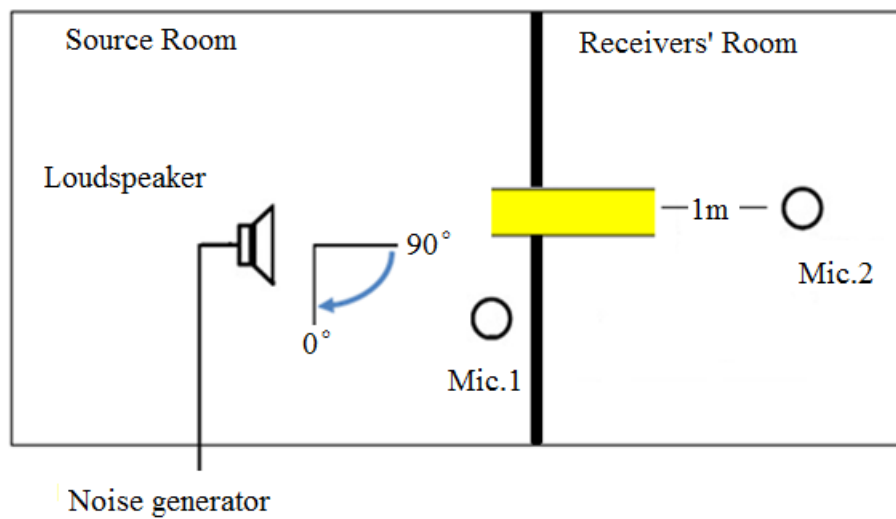 Source Room
Receivers' Room
Loudspeaker
90°
1m
0°
Mic.2
Mic.1
Noise generator